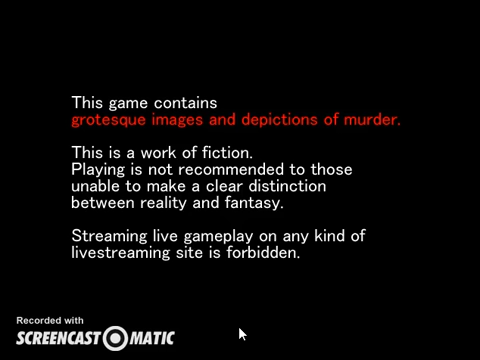 This game contains
grotesque images and depictions of murder.
This is a work of fiction.
Playing is not recommended to those
unable to make a clear distinction
between reality and fantasy.
Streaming live gameplay on any kind of
livestreaming site is forbidden.
Recorded with
SCREENCAST MATIC